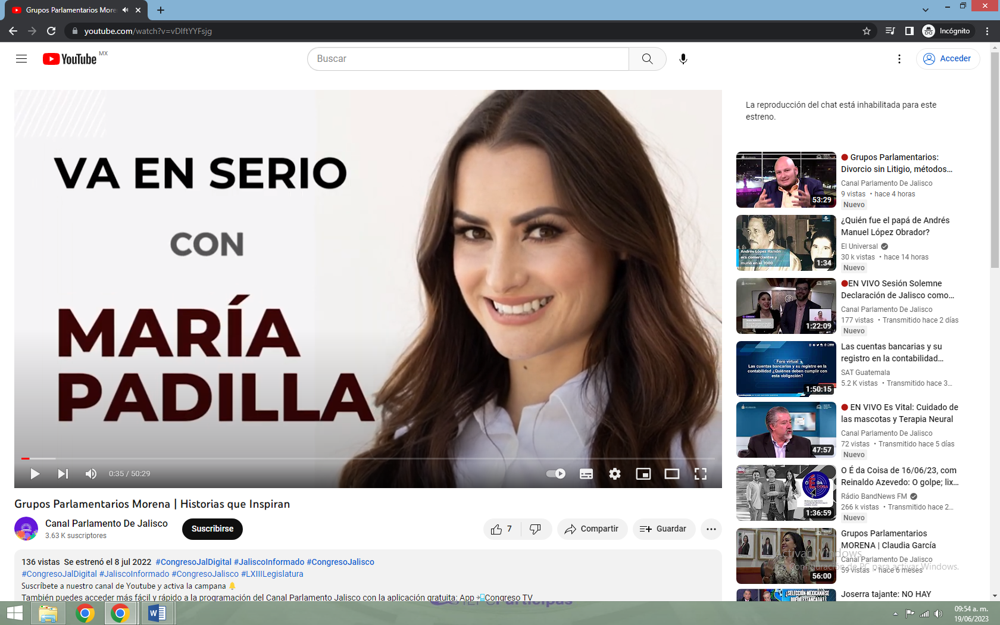 Grupos Parlamentarios More
youtube.com/watch?v=vDIftYYFsjg
Incógnito
YouTube MX
Buscar
Acceder
VA EN SERIO
CON
MARÍA
PADILLA
0:35 / 50:29
Grupos Parlamentarios Morena | Historias que Inspiran
Canal Parlamento De Jalisco
3.63 K suscriptores
Suscribirse
7
Compartir
Guardar
136 vistas Se estrenó el 8 jul 2022 #CongresoJalDigital #JaliscoInformado #CongresoJalisco
#CongresoJalDigital #JaliscoInformado #CongresoJalisco #LXIIILegislatura
Suscríbete a nuestro canal de Youtube y activa la campana 🔔
También puedes acceder más fácil y rápido a la programación del Canal Parlamento Jalisco con la aplicación gratuita: App 📲Congreso TV
La reproducción del chat está inhabilitada para este
estreno.
53:29
🔴 Grupos Parlamentarios:
Divorcio sin Litigio, métodos...
Canal Parlamento De Jalisco
9 vistas • hace 4 horas
Nuevo
Andrés López Ramón
era comerciantes y
murió en el 2000
1:34
¿Quién fue el papá de Andrés
Manuel López Obrador?
El Universal
30 k vistas • hace 14 horas
Nuevo
1:22:09
🔴EN VIVO Sesión Solemne
Declaración de Jalisco como...
Canal Parlamento De Jalisco
177 vistas • Transmitido hace 2 días
Nuevo
Foro virtual
Las cuentas bancarias y su registro en la
contabilidad ¿Quiénes deben cumplir con
esta obligación?
1:50:15
Las cuentas bancarias y su
registro en la contabilidad...
SAT Guatemala
5.2 K vistas • Transmitido hace 3...
47:57
🔴 EN VIVO Es Vital: Cuidado de
las mascotas y Terapia Neural
Canal Parlamento De Jalisco
72 vistas • Transmitido hace 5 días
Nuevo
1:36:59
O É da Coisa de 16/06/23, com
Reinaldo Azevedo: O golpe; lix...
Rádio BandNews FM
266 k vistas • Transmitido hace 2...
Nuevo
56:00
Grupos Parlamentarios
MORENA | Claudia García
Canal Parlamento De Jalisco
59 vistas • hace 6 meses
Activar Windows
Configuración de PC para activar Windows.
¿SELECCIÓN MEXICANA SE
Joserra tajante: NO HAY
Participas
09:54 a. m.
19/06/2023